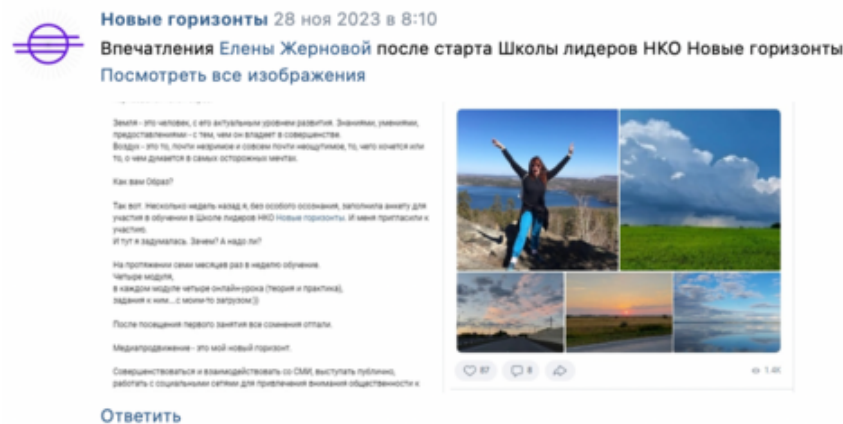 Новые горизонты 28 ноя 2023 в 8:10
Впечатления Елены Жерновой после старта Школы лидеров НКО Новые горизонты
Посмотреть все изображения
Земля - это человек, с его актуальным уровнем развития. Знаниями, умениями,
предоставлениями - с тем, чем он владеет в совершенстве.
Воздух - это то, почти незримое и совсем почти неощутимое, то, чего хочется или
то, о чем думается в самых осторожных мечтах.
Как вам Образ?
Так вот. Несколько недель назад я, без особого осознания, заполнила анкету для
участия в обучении в Школе лидеров НКО Новые горизонты. И меня пригласили к
участию.
И тут я задумалась. Зачем? А надо ли?
На протяжении семи месяцев раз в неделю обучение.
Четыре модуля,
в каждом модуле четыре онлайн-урока (теория и практика),
задания к ним...с моим-то загрузом:))
После посещения первого занятия все сомнения отпали.
Медиапродвижение - это мой новый горизонт.
Совершенствоваться и взаимодействовать со СМИ, выступать публично,
работать с социальными сетями для привлечения внимания общественности к
87 8 1.4K
Ответить